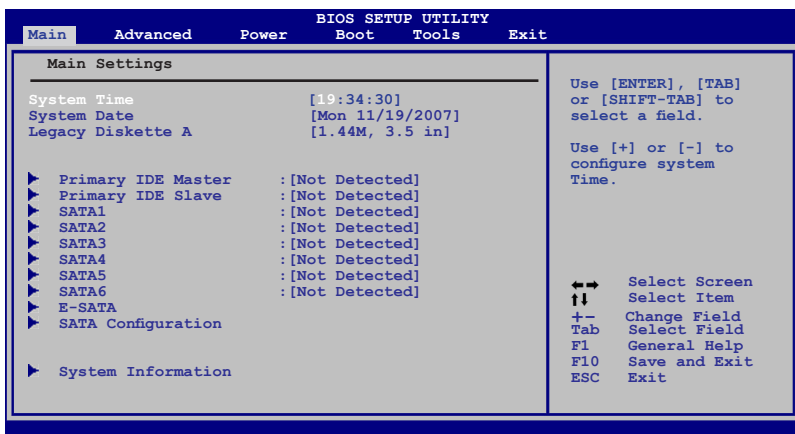 BIOS SETUP UTILITY
Main Advanced Power Boot Tools Exit
Main Settings
System Time [19:34:30]
System Date [Mon 11/19/2007]
Legacy Diskette A [1.44M, 3.5 in]
Primary IDE Master :[Not Detected]
Primary IDE Slave :[Not Detected]
SATA1 :[Not Detected]
SATA2 :[Not Detected]
SATA3 :[Not Detected]
SATA4 :[Not Detected]
SATA5 :[Not Detected]
SATA6 :[Not Detected]
E-SATA
SATA Configuration
System Information
Use [ENTER], [TAB]
or [SHIFT-TAB] to
select a field.
Use [+] or [-] to
configure system
Time.
←→ Select Screen
↑↓ Select Item
+- Change Field
Tab Select Field
F1 General Help
F10 Save and Exit
ESC Exit